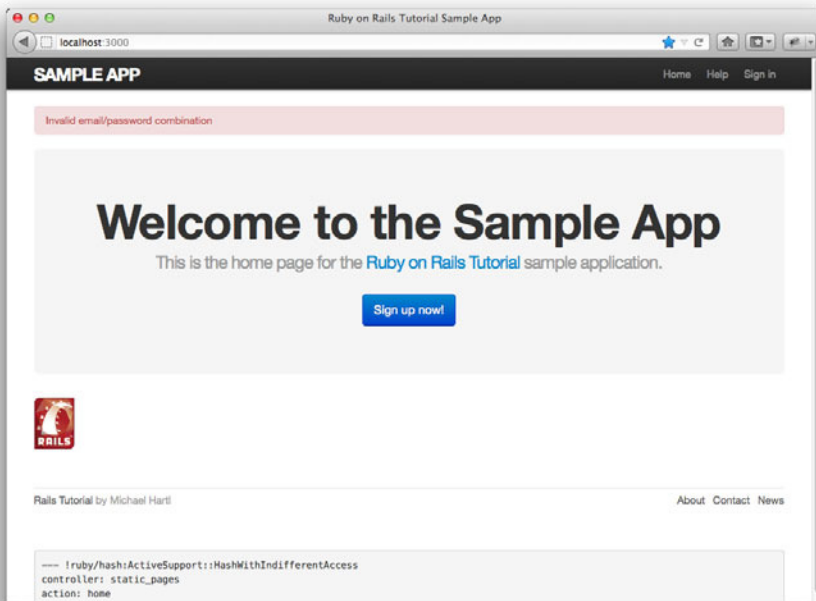 Ruby on Rails Tutorial Sample App
localhost:3000
SAMPLE APP
Home Help Sign in
Invalid email/password combination
Welcome to the Sample App
This is the home page for the Ruby on Rails Tutorial sample application.
Sign up now!
RAILS
Rails Tutorial by Michael Hartl
About Contact News
--- !ruby/hash:ActiveSupport::HashWithIndifferentAccess
controller: static_pages
action: home